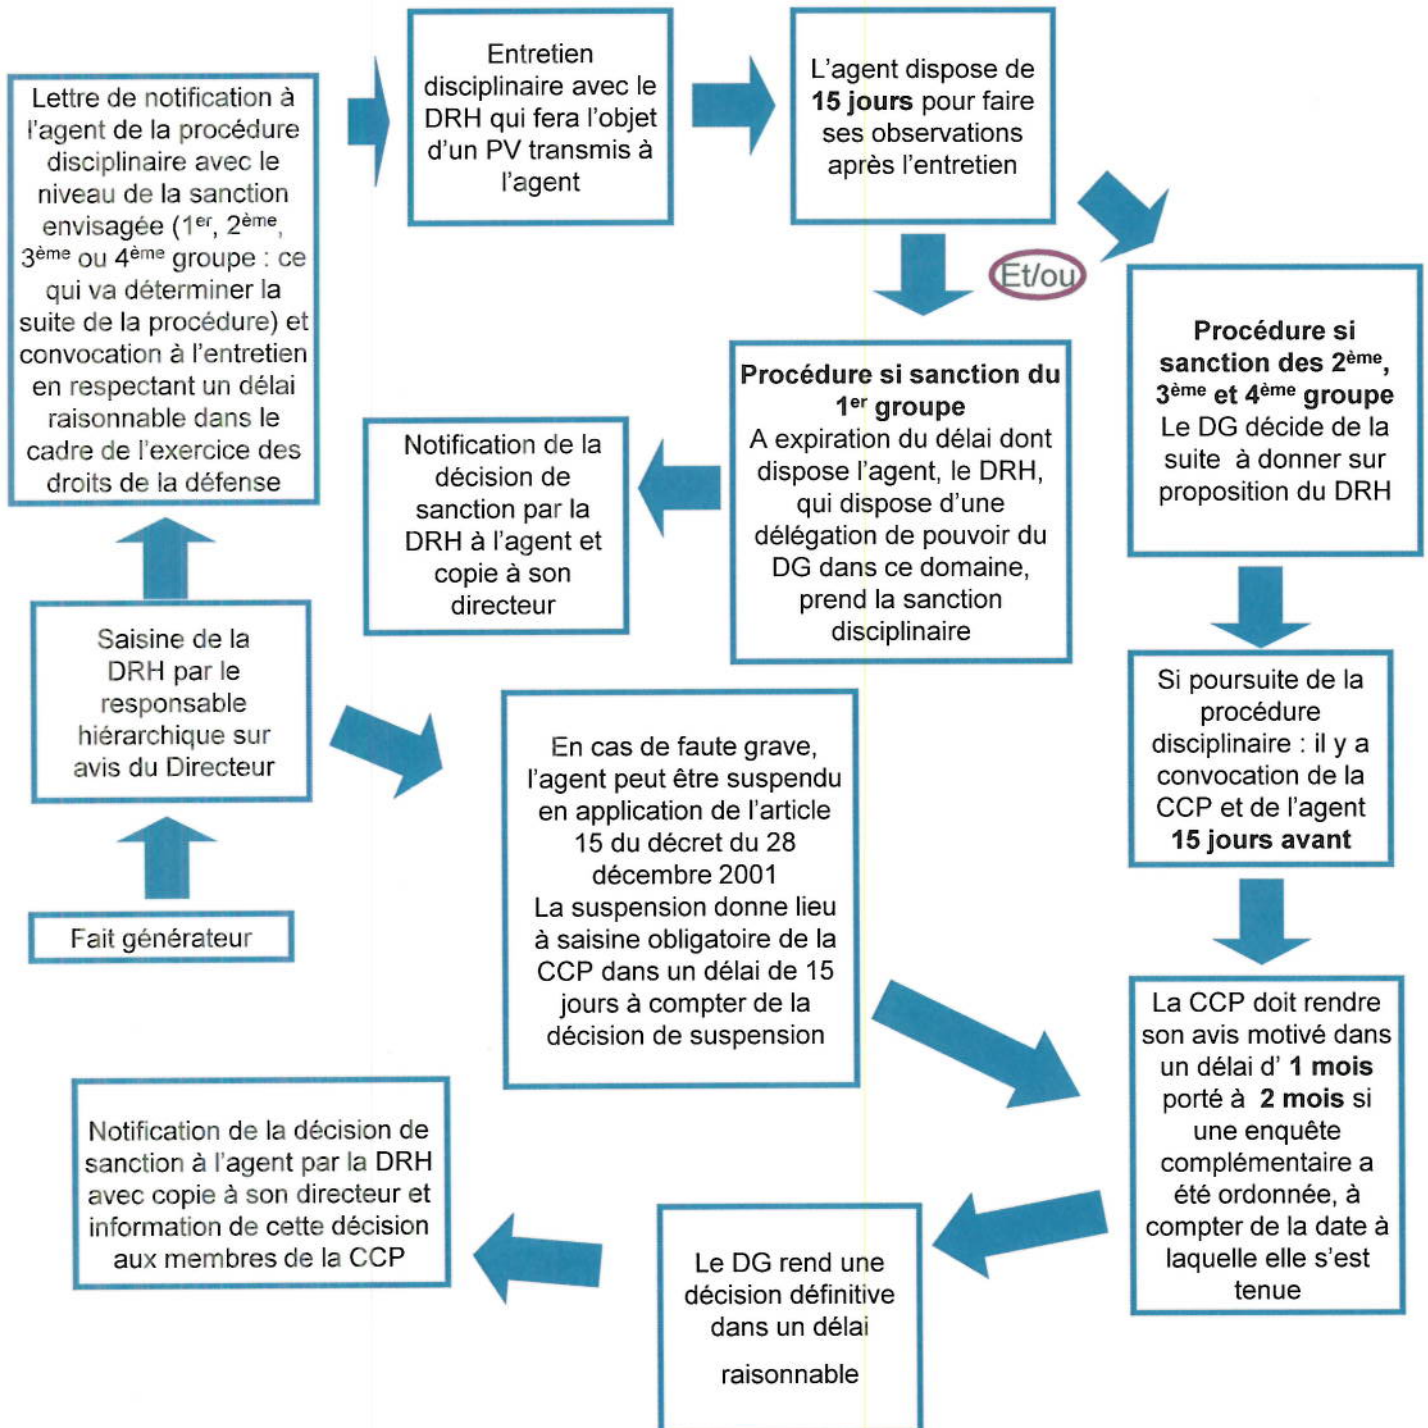 Fait générateur
Saisine de la
DRH par le
responsable
hiérarchique sur
avis du Directeur
Lettre de notification à
l'agent de la procédure
disciplinaire avec le
niveau de la sanction
envisagée (1er, 2ème,
3ème ou 4ème groupe : ce
qui va déterminer la
suite de la procédure) et
convocation à l'entretien
en respectant un délai
raisonnable dans le
cadre de l'exercice des
droits de la défense
Entretien
disciplinaire avec le
DRH qui fera l'objet
d'un PV transmis à
l'agent
L'agent dispose de
15 jours pour faire
ses observations
après l'entretien
Et/ou
Procédure si sanction du
1er groupe
A expiration du délai dont
dispose l'agent, le DRH,
qui dispose d'une
délégation de pouvoir du
DG dans ce domaine,
prend la sanction
disciplinaire
Notification de la
décision de
sanction par la
DRH à l'agent et
copie à son
directeur
Procédure si
sanction des 2ème,
3ème et 4ème groupe
Le DG décide de la
suite à donner sur
proposition du DRH
Si poursuite de la
procédure
disciplinaire : il y a
convocation de la
CCP et de l'agent
15 jours avant
En cas de faute grave,
l'agent peut être suspendu
en application de l'article
15 du décret du 28
décembre 2001
La suspension donne lieu
à saisine obligatoire de la
CCP dans un délai de 15
jours à compter de la
décision de suspension
La CCP doit rendre
son avis motivé dans
un délai d' 1 mois
porté à 2 mois si
une enquête
complémentaire a
été ordonnée, à
compter de la date à
laquelle elle s'est
tenue
Le DG rend une
décision définitive
dans un délai
raisonnable
Notification de la décision de
sanction à l'agent par la DRH
avec copie à son directeur et
information de cette décision
aux membres de la CCP